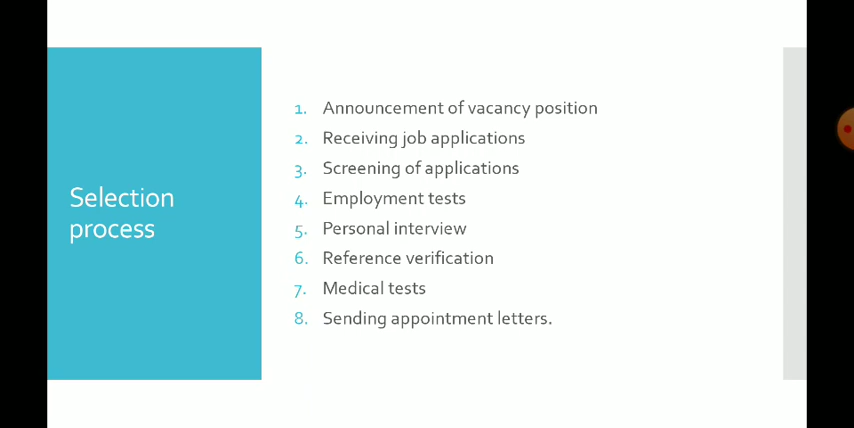 Selection
process
1. Announcement of vacancy position
2. Receiving job applications
3. Screening of applications
4. Employment tests
5. Personal interview
6. Reference verification
7. Medical tests
8. Sending appointment letters.